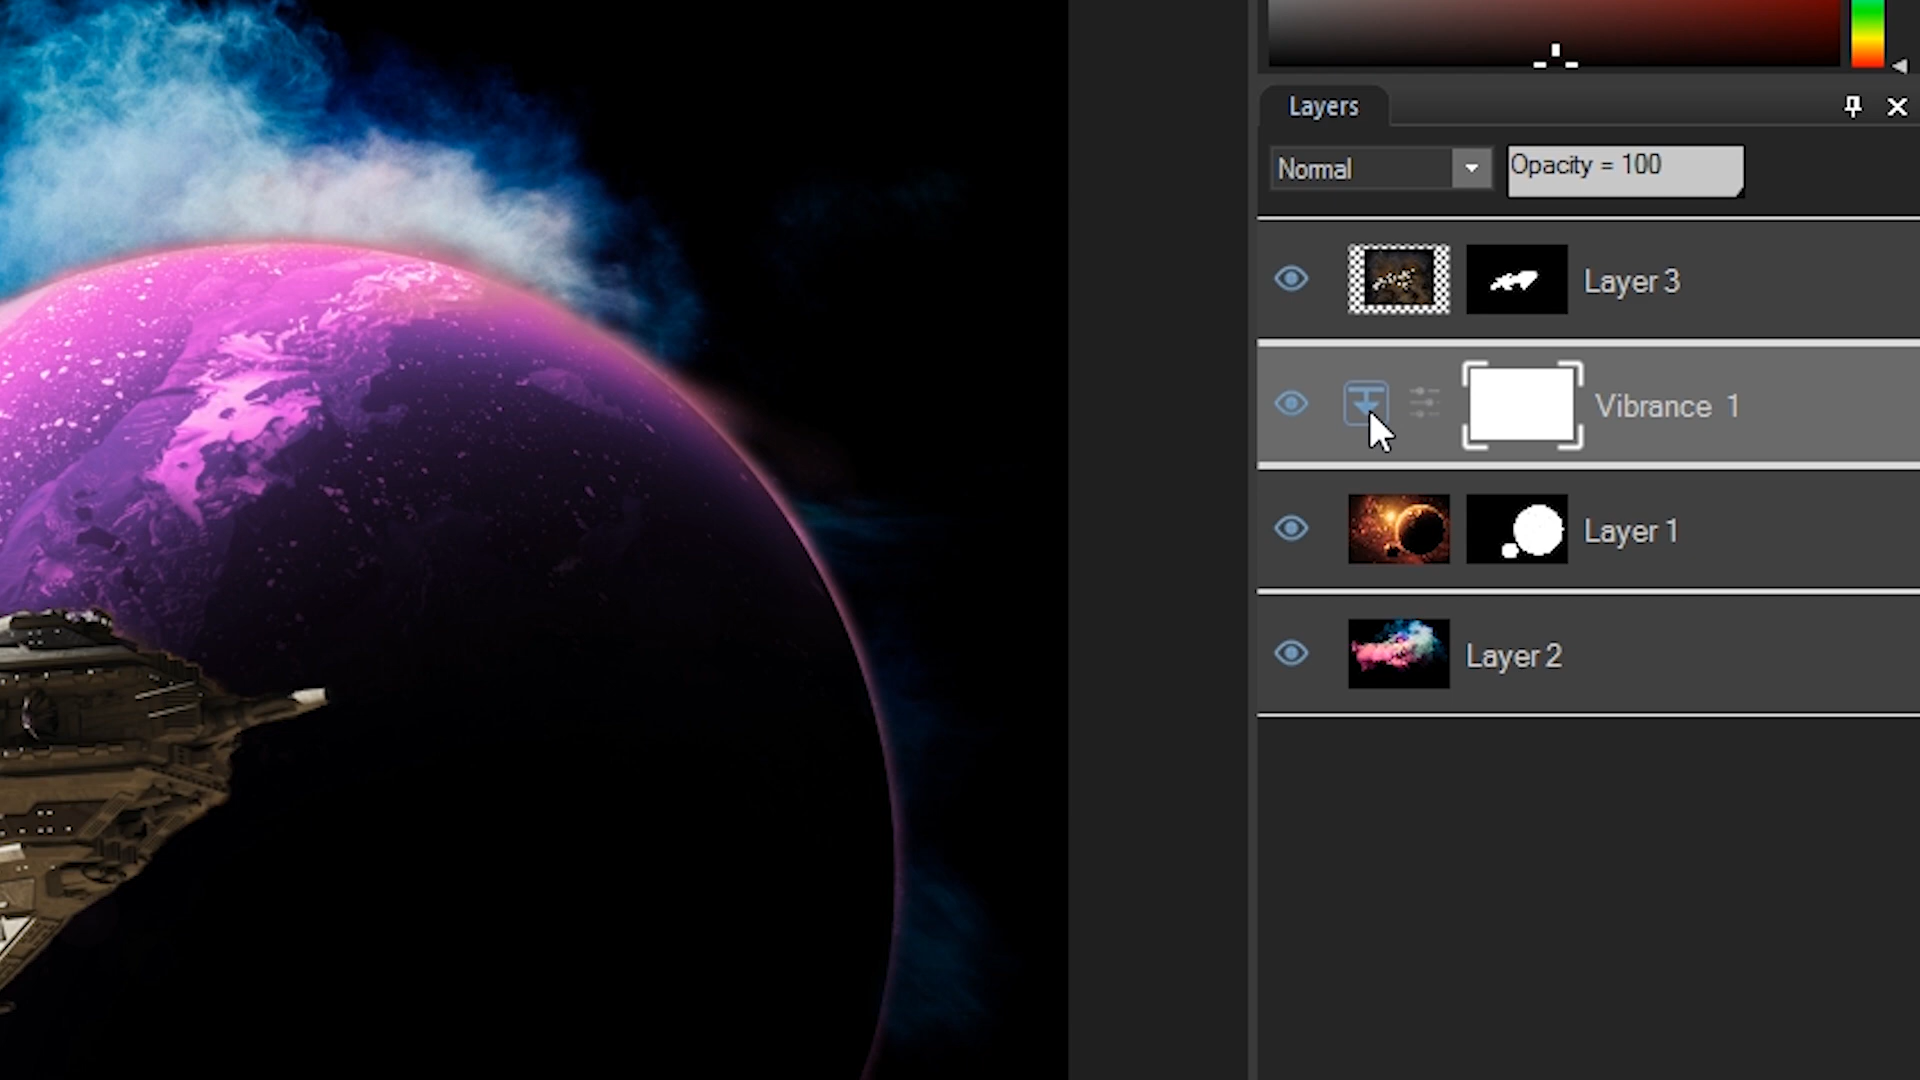 Layers
Normal
Opacity = 100
Layer 3
Vibrance 1
Layer 1
Layer 2